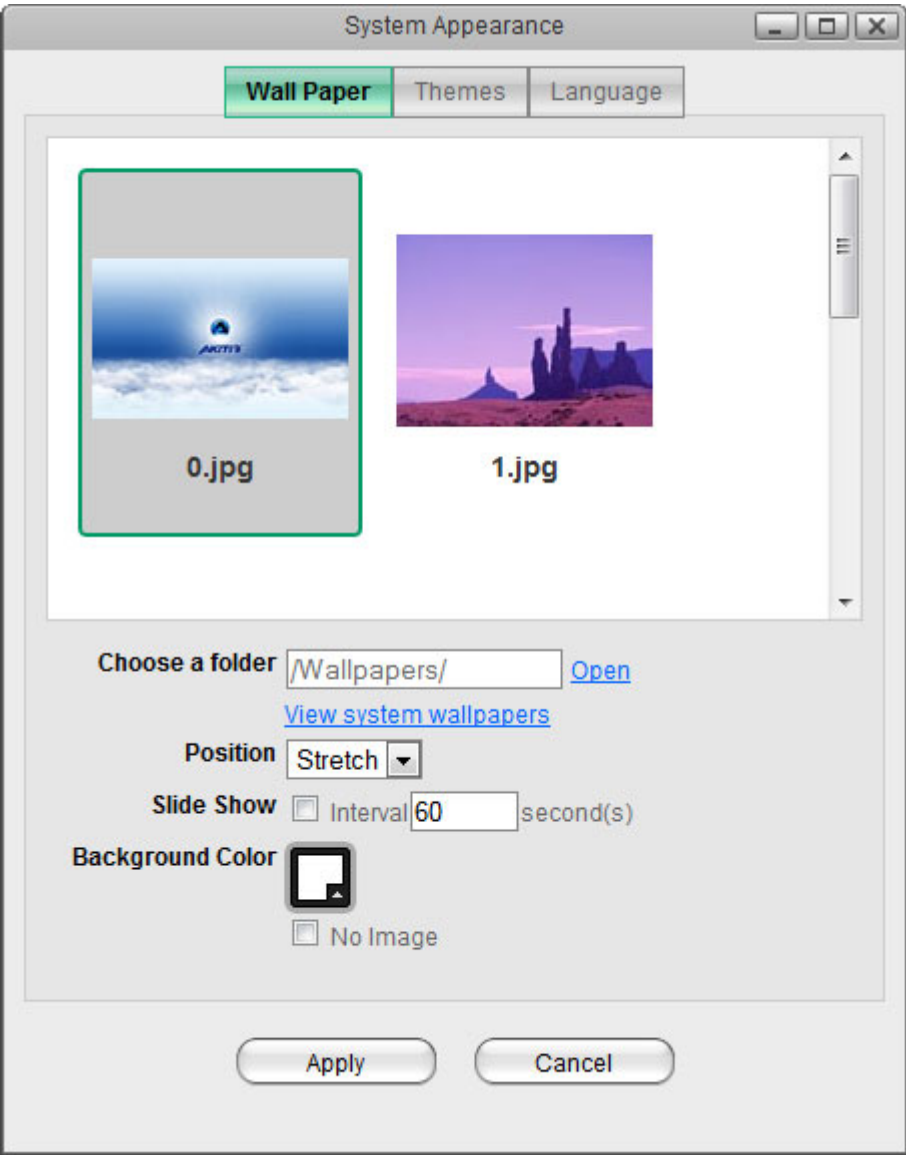 System Appearance
Wall Paper Themes Language
AKiTiO
0.jpg 1.jpg
Choose a folder /Wallpapers/ Open
View system wallpapers
Position Stretch
Slide Show Interval 60 second(s)
Background Color
No Image
Apply Cancel